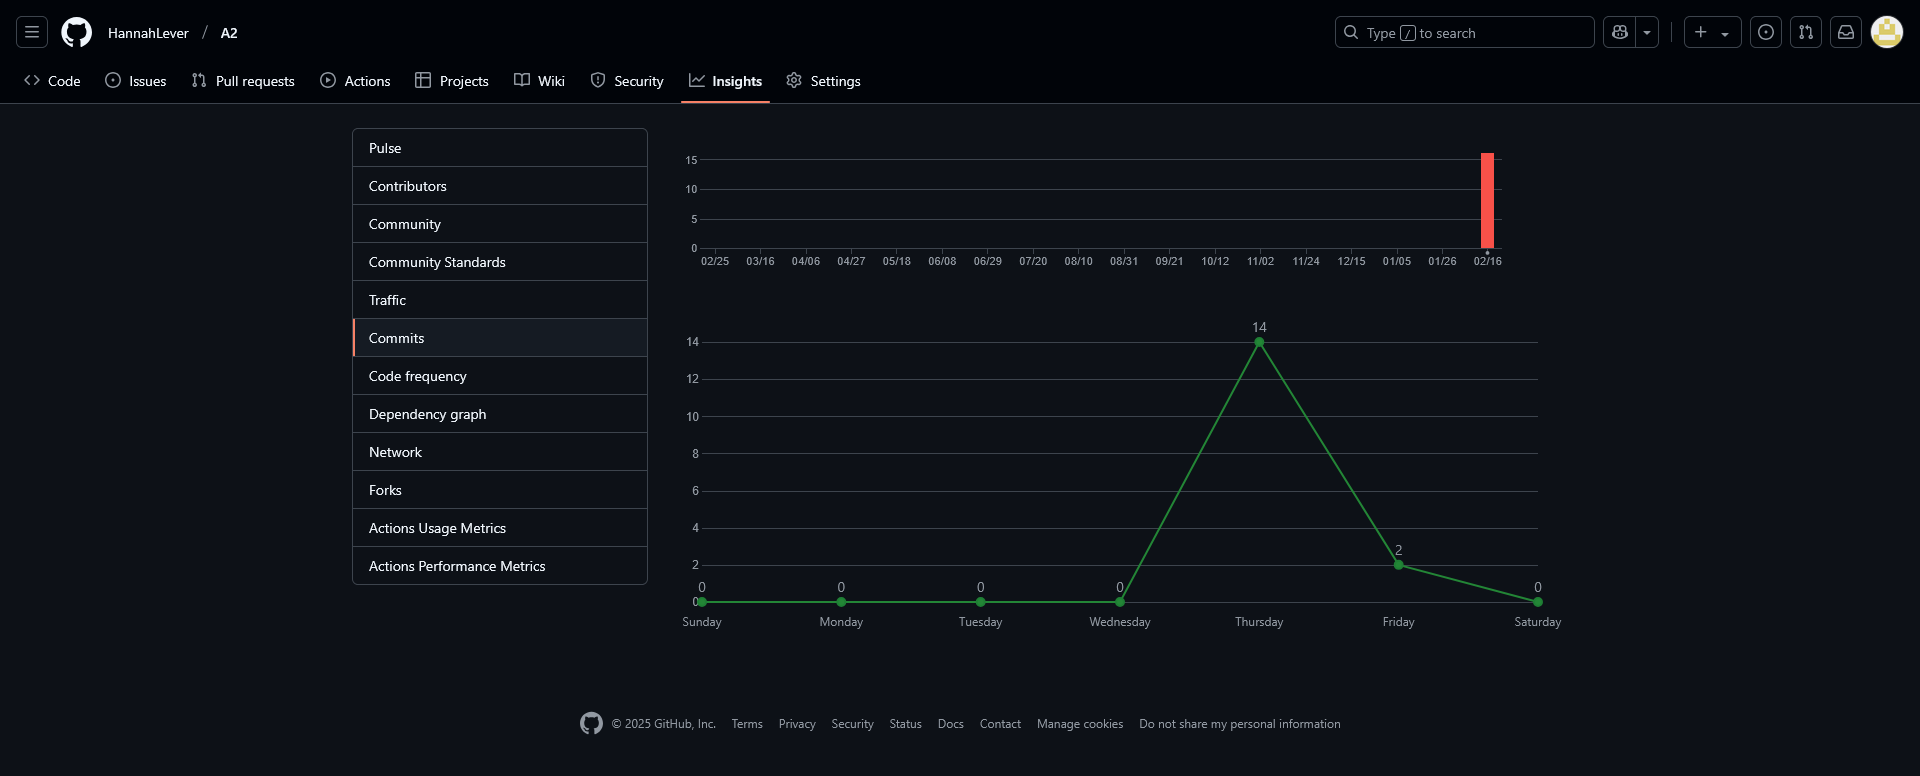 HannahLever / A2
Type / to search
Code Issues Pull requests Actions Projects Wiki Security Insights Settings
Pulse
Contributors
Community
Community Standards
Traffic
Commits
Code frequency
Dependency graph
Network
Forks
Actions Usage Metrics
Actions Performance Metrics
15
10
5
0
02/25 03/16 04/06 04/27 05/18 06/08 06/29 07/20 08/10 08/31 09/21 10/12 11/02 11/24 12/15 01/05 01/26 02/16
14
14
12
10
8
6
4
2
2
0 0 0 0 0
0
Sunday Monday Tuesday Wednesday Thursday Friday Saturday
© 2025 GitHub, Inc. Terms Privacy Security Status Docs Contact Manage cookies Do not share my personal information